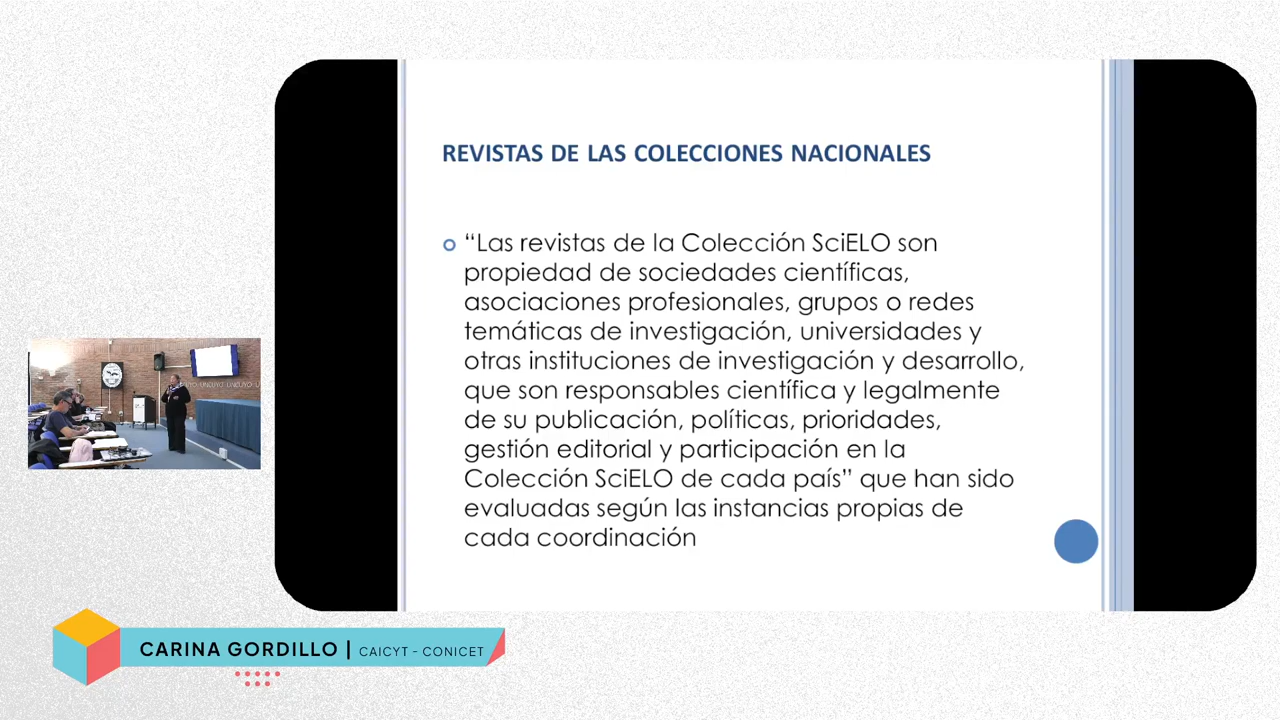 REVISTAS DE LAS COLECCIONES NACIONALES
“Las revistas de la Colección SciELO son
propiedad de sociedades científicas,
asociaciones profesionales, grupos o redes
temáticas de investigación, universidades y
otras instituciones de investigación y desarrollo,
que son responsables científica y legalmente
de su publicación, políticas, prioridades,
gestión editorial y participación en la
Colección SciELO de cada país” que han sido
evaluadas según las instancias propias de
cada coordinación
UNCUYO
CARINA GORDILLO | CAICYT - CONICET